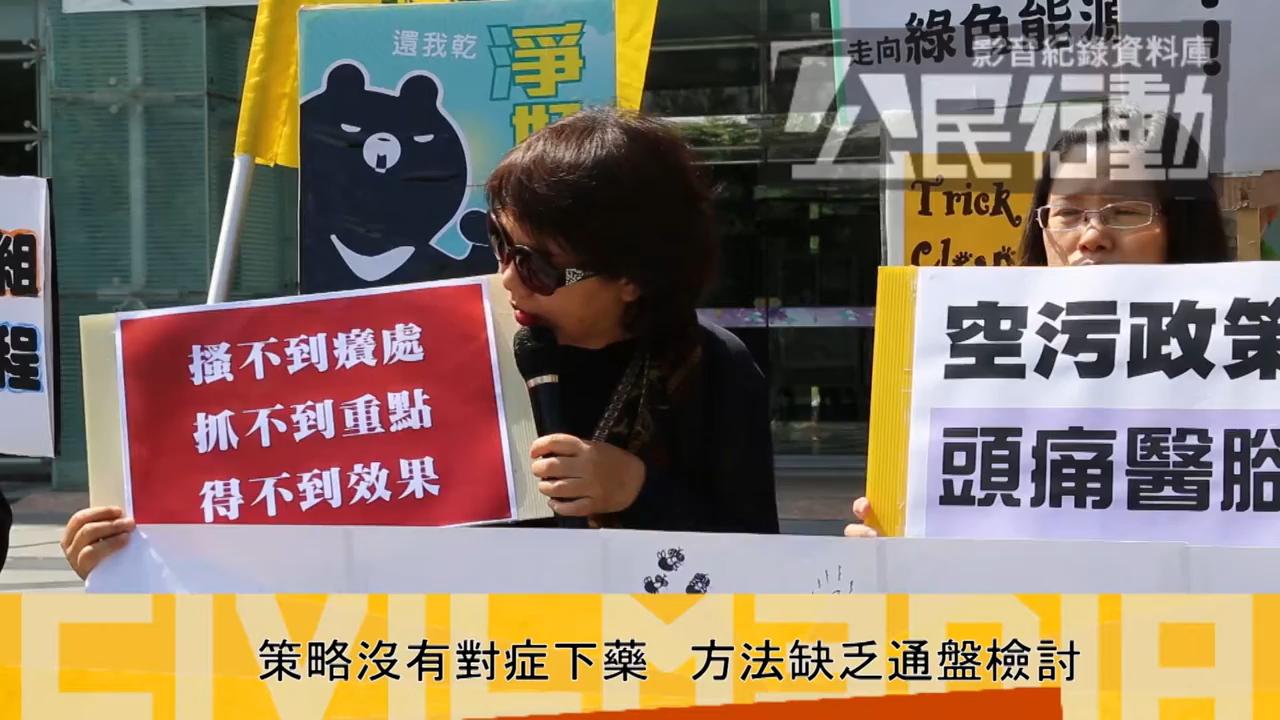 還我乾
淨
走向綠色能源
!!
影音紀錄資料庫
公民行動
Trick
Clean
組
程
搔不到癢處
抓不到重點
得不到效果
空污政策
頭痛醫
策略沒有對症下藥 方法缺乏通盤檢討